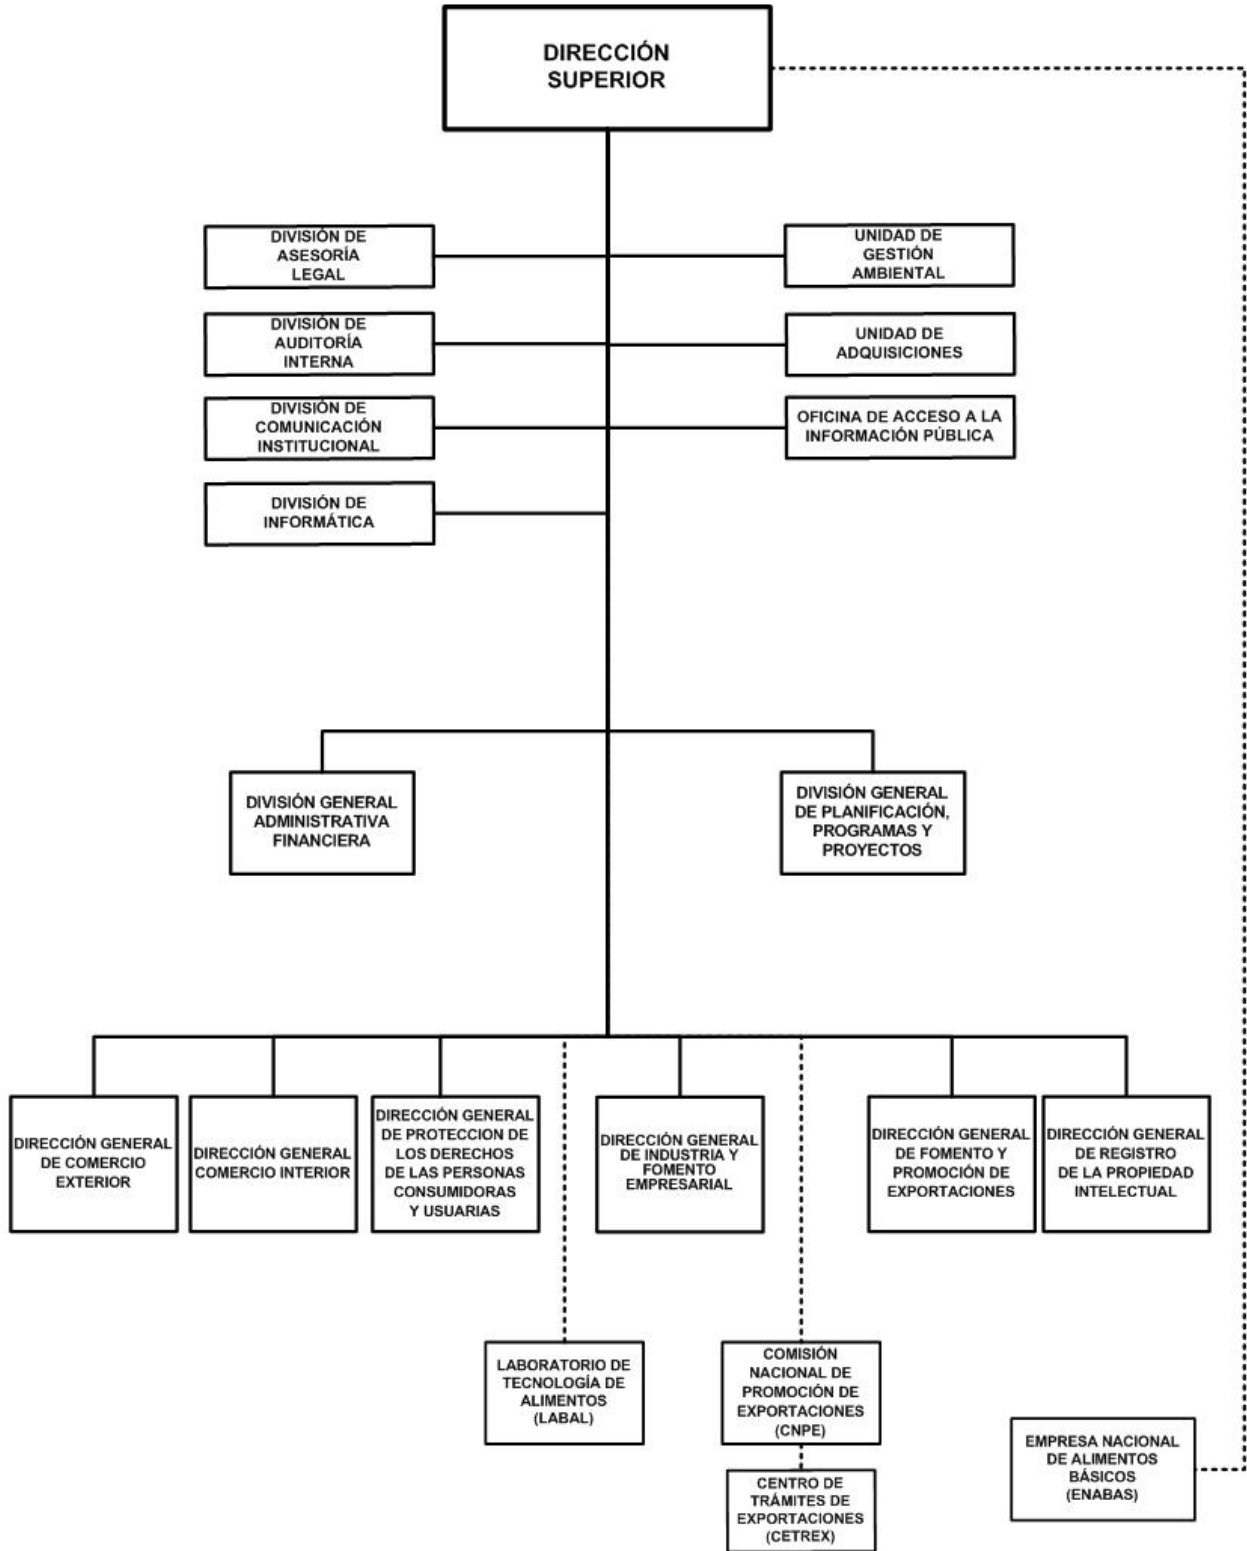 DIRECCIÓN
SUPERIOR
DIVISIÓN DE
ASESORÍA
LEGAL
UNIDAD DE
GESTIÓN
AMBIENTAL
DIVISIÓN DE
AUDITORÍA
INTERNA
UNIDAD DE
ADQUISICIONES
DIVISIÓN DE
COMUNICACIÓN
INSTITUCIONAL
OFICINA DE ACCESO A LA
INFORMACIÓN PÚBLICA
DIVISIÓN DE
INFORMÁTICA
DIVISIÓN GENERAL
ADMINISTRATIVA
FINANCIERA
DIVISIÓN GENERAL
DE PLANIFICACIÓN,
PROGRAMAS Y
PROYECTOS
DIRECCIÓN GENERAL
DE COMERCIO
EXTERIOR
DIRECCIÓN GENERAL
COMERCIO INTERIOR
DIRECCIÓN GENERAL
DE PROTECCION DE
LOS DERECHOS
DE LAS PERSONAS
CONSUMIDORAS
Y USUARIAS
DIRECCIÓN GENERAL
DE INDUSTRIA Y
FOMENTO
EMPRESARIAL
DIRECCIÓN GENERAL
DE FOMENTO Y
PROMOCIÓN DE
EXPORTACIONES
DIRECCIÓN GENERAL
DE REGISTRO
DE LA PROPIEDAD
INTELECTUAL
LABORATORIO DE
TECNOLOGÍA DE
ALIMENTOS
(LABAL)
COMISIÓN
NACIONAL DE
PROMOCIÓN DE
EXPORTACIONES
(CNPE)
CENTRO DE
TRÁMITES DE
EXPORTACIONES
(CETREX)
EMPRESA NACIONAL
DE ALIMENTOS
BÁSICOS
(ENABAS)